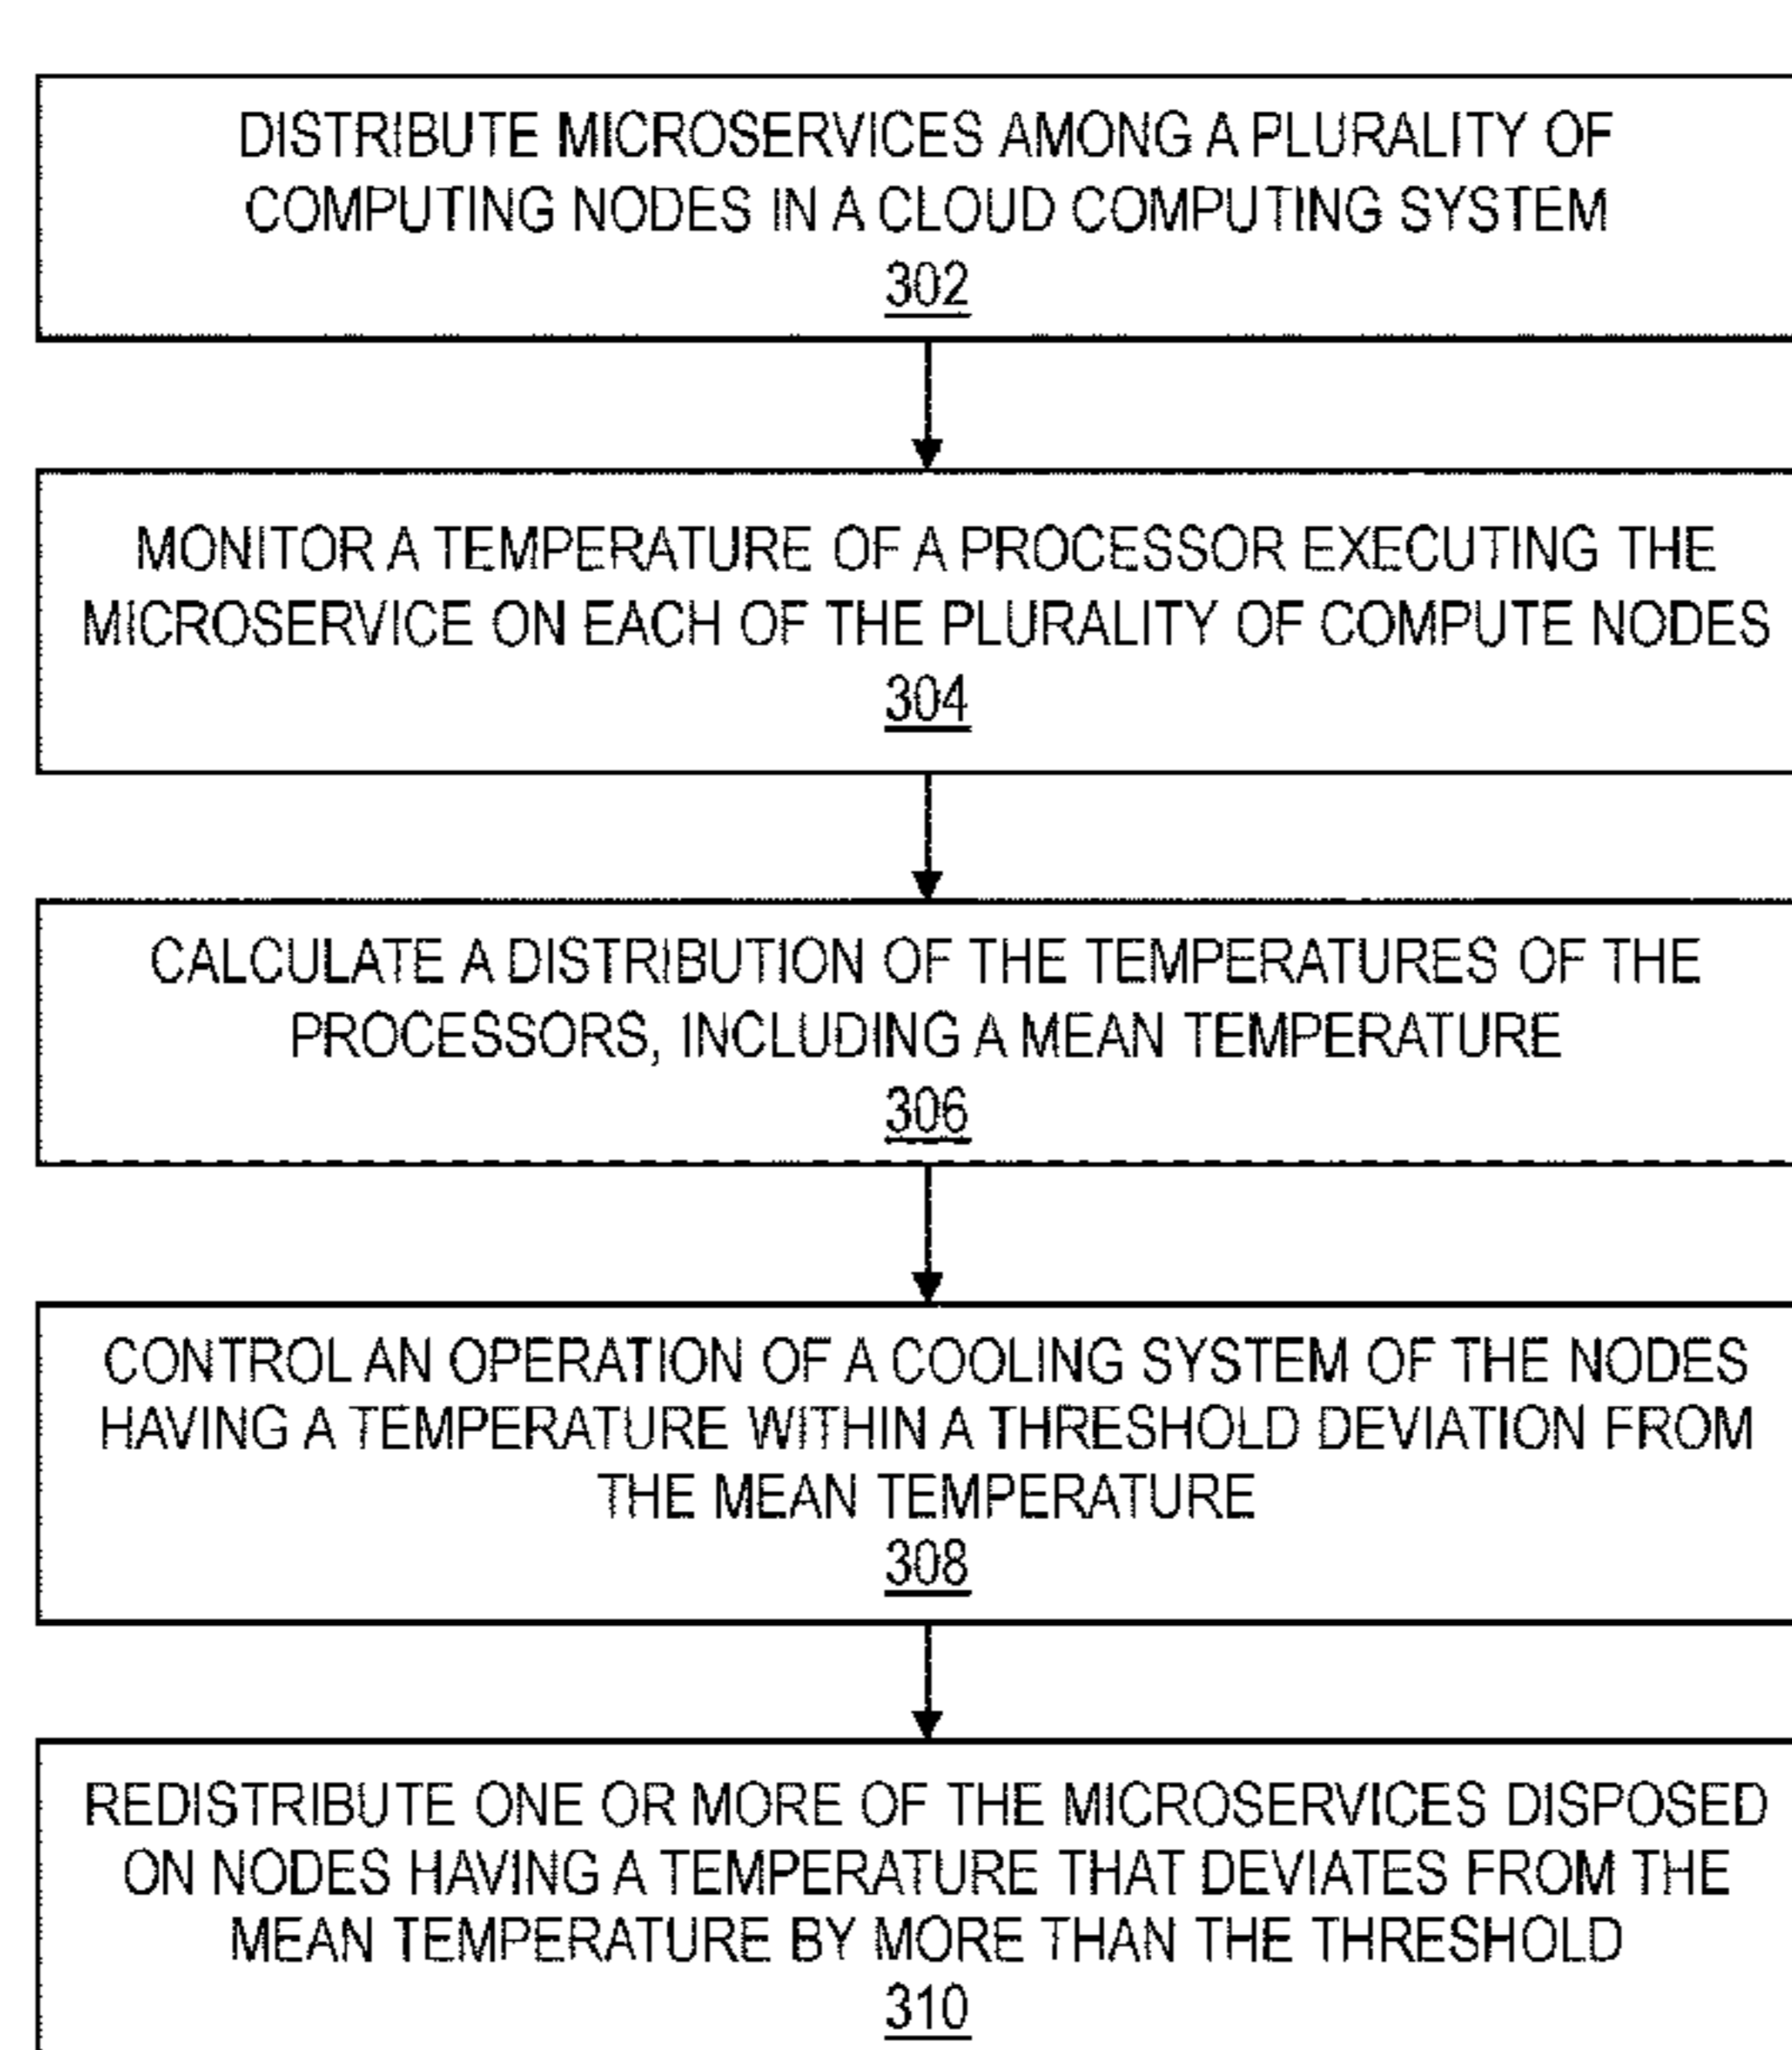 DISTRIBUTE MICROSERVICES AMONG A PLURALITY OF
COMPUTING NODES IN A CLOUD COMPUTING SYSTEM
302
MONITOR A TEMPERATURE OF A PROCESSOR EXECUTING THE
MICROSERVICE ON EACH OF THE PLURALITY OF COMPUTE NODES
304
CALCULATE A DISTRIBUTION OF THE TEMPERATURES OF THE
PROCESSORS, INCLUDING A MEAN TEMPERATURE
306
CONTROL AN OPERATION OF A COOLING SYSTEM OF THE NODES
HAVING A TEMPERATURE WITHIN A THRESHOLD DEVIATION FROM
THE MEAN TEMPERATURE
308
REDISTRIBUTE ONE OR MORE OF THE MICROSERVICES DISPOSED
ON NODES HAVING A TEMPERATURE THAT DEVIATES FROM THE
MEAN TEMPERATURE BY MORE THAN THE THRESHOLD
310